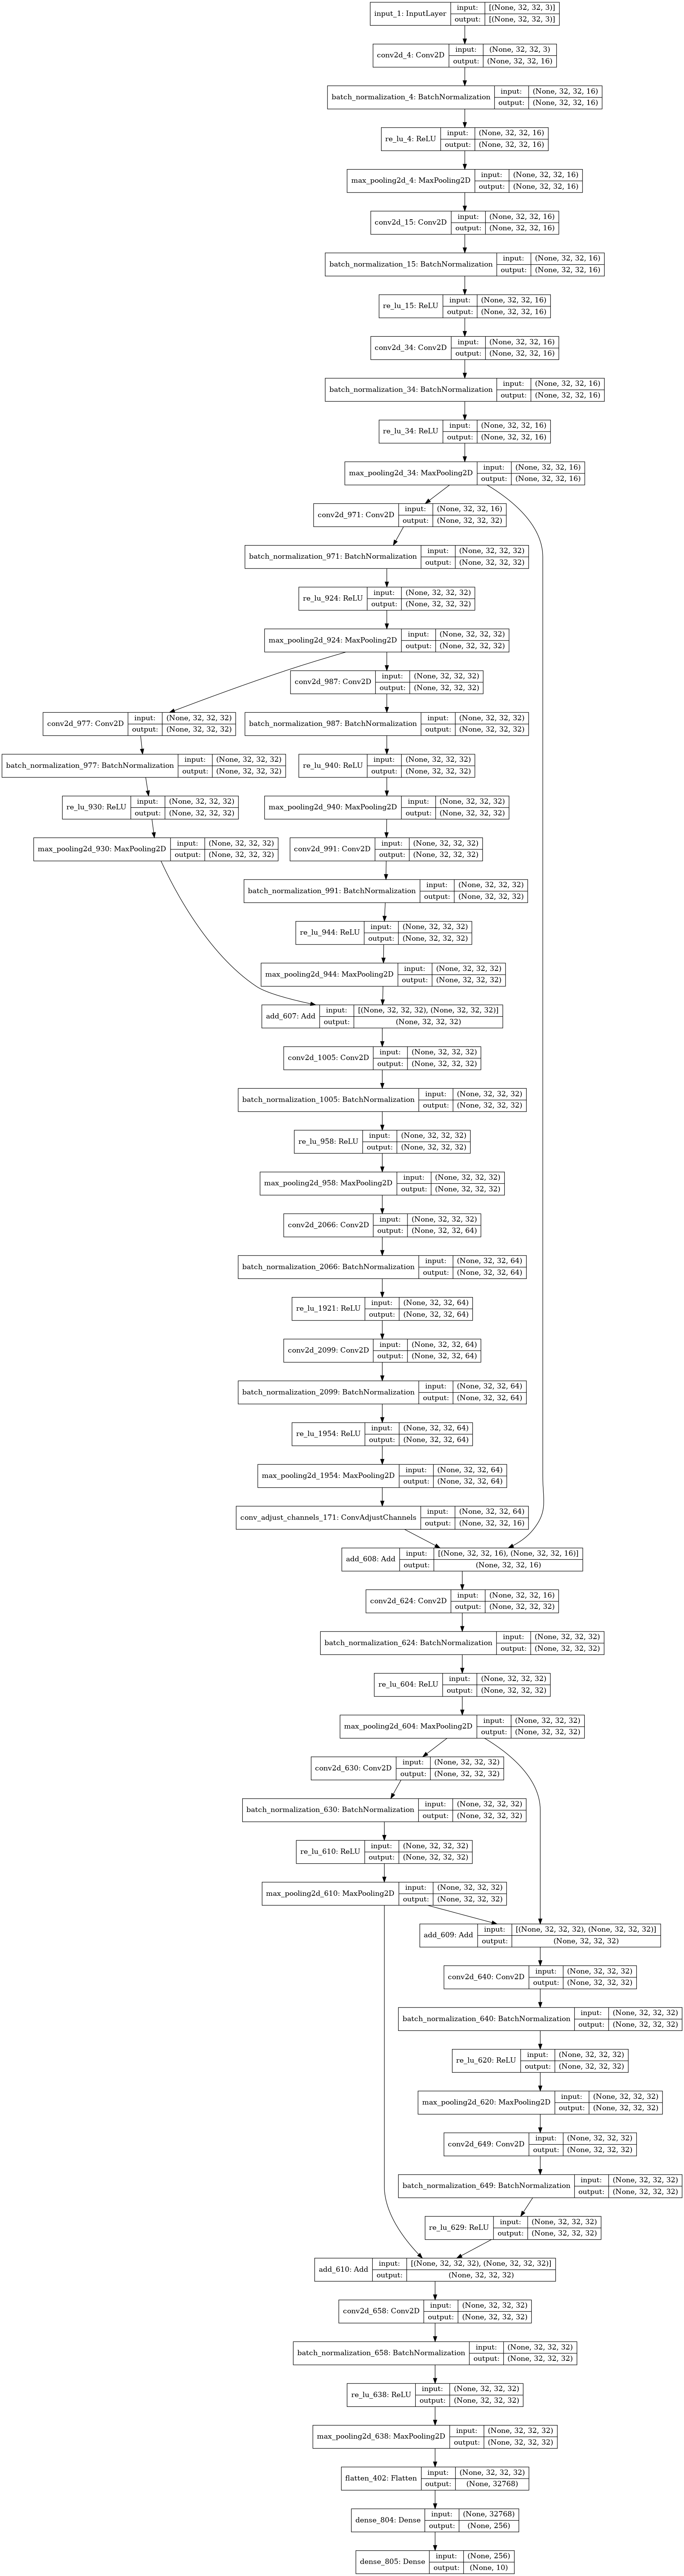 input_1: InputLayer input: [(None, 32, 32, 3)]
output: [(None, 32, 32, 3)]
conv2d_4: Conv2D input: (None, 32, 32, 3)
output: (None, 32, 32, 16)
batch_normalization_4: BatchNormalization input: (None, 32, 32, 16)
output: (None, 32, 32, 16)
re_lu_4: ReLU input: (None, 32, 32, 16)
output: (None, 32, 32, 16)
max_pooling2d_4: MaxPooling2D input: (None, 32, 32, 16)
output: (None, 32, 32, 16)
conv2d_15: Conv2D input: (None, 32, 32, 16)
output: (None, 32, 32, 16)
batch_normalization_15: BatchNormalization input: (None, 32, 32, 16)
output: (None, 32, 32, 16)
re_lu_15: ReLU input: (None, 32, 32, 16)
output: (None, 32, 32, 16)
conv2d_34: Conv2D input: (None, 32, 32, 16)
output: (None, 32, 32, 16)
batch_normalization_34: BatchNormalization input: (None, 32, 32, 16)
output: (None, 32, 32, 16)
re_lu_34: ReLU input: (None, 32, 32, 16)
output: (None, 32, 32, 16)
max_pooling2d_34: MaxPooling2D input: (None, 32, 32, 16)
output: (None, 32, 32, 16)
conv2d_971: Conv2D input: (None, 32, 32, 16)
output: (None, 32, 32, 32)
batch_normalization_971: BatchNormalization input: (None, 32, 32, 32)
output: (None, 32, 32, 32)
re_lu_924: ReLU input: (None, 32, 32, 32)
output: (None, 32, 32, 32)
max_pooling2d_924: MaxPooling2D input: (None, 32, 32, 32)
output: (None, 32, 32, 32)
conv2d_987: Conv2D input: (None, 32, 32, 32)
output: (None, 32, 32, 32)
conv2d_977: Conv2D input: (None, 32, 32, 32)
output: (None, 32, 32, 32)
batch_normalization_987: BatchNormalization input: (None, 32, 32, 32)
output: (None, 32, 32, 32)
batch_normalization_977: BatchNormalization input: (None, 32, 32, 32)
output: (None, 32, 32, 32)
re_lu_940: ReLU input: (None, 32, 32, 32)
output: (None, 32, 32, 32)
re_lu_930: ReLU input: (None, 32, 32, 32)
output: (None, 32, 32, 32)
max_pooling2d_940: MaxPooling2D input: (None, 32, 32, 32)
output: (None, 32, 32, 32)
max_pooling2d_930: MaxPooling2D input: (None, 32, 32, 32)
output: (None, 32, 32, 32)
conv2d_991: Conv2D input: (None, 32, 32, 32)
output: (None, 32, 32, 32)
batch_normalization_991: BatchNormalization input: (None, 32, 32, 32)
output: (None, 32, 32, 32)
re_lu_944: ReLU input: (None, 32, 32, 32)
output: (None, 32, 32, 32)
max_pooling2d_944: MaxPooling2D input: (None, 32, 32, 32)
output: (None, 32, 32, 32)
add_607: Add input: [(None, 32, 32, 32), (None, 32, 32, 32)]
output: (None, 32, 32, 32)
conv2d_1005: Conv2D input: (None, 32, 32, 32)
output: (None, 32, 32, 32)
batch_normalization_1005: BatchNormalization input: (None, 32, 32, 32)
output: (None, 32, 32, 32)
re_lu_958: ReLU input: (None, 32, 32, 32)
output: (None, 32, 32, 32)
max_pooling2d_958: MaxPooling2D input: (None, 32, 32, 32)
output: (None, 32, 32, 32)
conv2d_2066: Conv2D input: (None, 32, 32, 32)
output: (None, 32, 32, 64)
batch_normalization_2066: BatchNormalization input: (None, 32, 32, 64)
output: (None, 32, 32, 64)
re_lu_1921: ReLU input: (None, 32, 32, 64)
output: (None, 32, 32, 64)
conv2d_2099: Conv2D input: (None, 32, 32, 64)
output: (None, 32, 32, 64)
batch_normalization_2099: BatchNormalization input: (None, 32, 32, 64)
output: (None, 32, 32, 64)
re_lu_1954: ReLU input: (None, 32, 32, 64)
output: (None, 32, 32, 64)
max_pooling2d_1954: MaxPooling2D input: (None, 32, 32, 64)
output: (None, 32, 32, 64)
conv_adjust_channels_171: ConvAdjustChannels input: (None, 32, 32, 64)
output: (None, 32, 32, 16)
add_608: Add input: [(None, 32, 32, 16), (None, 32, 32, 16)]
output: (None, 32, 32, 16)
conv2d_624: Conv2D input: (None, 32, 32, 16)
output: (None, 32, 32, 32)
batch_normalization_624: BatchNormalization input: (None, 32, 32, 32)
output: (None, 32, 32, 32)
re_lu_604: ReLU input: (None, 32, 32, 32)
output: (None, 32, 32, 32)
max_pooling2d_604: MaxPooling2D input: (None, 32, 32, 32)
output: (None, 32, 32, 32)
conv2d_630: Conv2D input: (None, 32, 32, 32)
output: (None, 32, 32, 32)
batch_normalization_630: BatchNormalization input: (None, 32, 32, 32)
output: (None, 32, 32, 32)
re_lu_610: ReLU input: (None, 32, 32, 32)
output: (None, 32, 32, 32)
max_pooling2d_610: MaxPooling2D input: (None, 32, 32, 32)
output: (None, 32, 32, 32)
add_609: Add input: [(None, 32, 32, 32), (None, 32, 32, 32)]
output: (None, 32, 32, 32)
conv2d_640: Conv2D input: (None, 32, 32, 32)
output: (None, 32, 32, 32)
batch_normalization_640: BatchNormalization input: (None, 32, 32, 32)
output: (None, 32, 32, 32)
re_lu_620: ReLU input: (None, 32, 32, 32)
output: (None, 32, 32, 32)
max_pooling2d_620: MaxPooling2D input: (None, 32, 32, 32)
output: (None, 32, 32, 32)
conv2d_649: Conv2D input: (None, 32, 32, 32)
output: (None, 32, 32, 32)
batch_normalization_649: BatchNormalization input: (None, 32, 32, 32)
output: (None, 32, 32, 32)
re_lu_629: ReLU input: (None, 32, 32, 32)
output: (None, 32, 32, 32)
add_610: Add input: [(None, 32, 32, 32), (None, 32, 32, 32)]
output: (None, 32, 32, 32)
conv2d_658: Conv2D input: (None, 32, 32, 32)
output: (None, 32, 32, 32)
batch_normalization_658: BatchNormalization input: (None, 32, 32, 32)
output: (None, 32, 32, 32)
re_lu_638: ReLU input: (None, 32, 32, 32)
output: (None, 32, 32, 32)
max_pooling2d_638: MaxPooling2D input: (None, 32, 32, 32)
output: (None, 32, 32, 32)
flatten_402: Flatten input: (None, 32, 32, 32)
output: (None, 32768)
dense_804: Dense input: (None, 32768)
output: (None, 256)
dense_805: Dense input: (None, 256)
output: (None, 10)